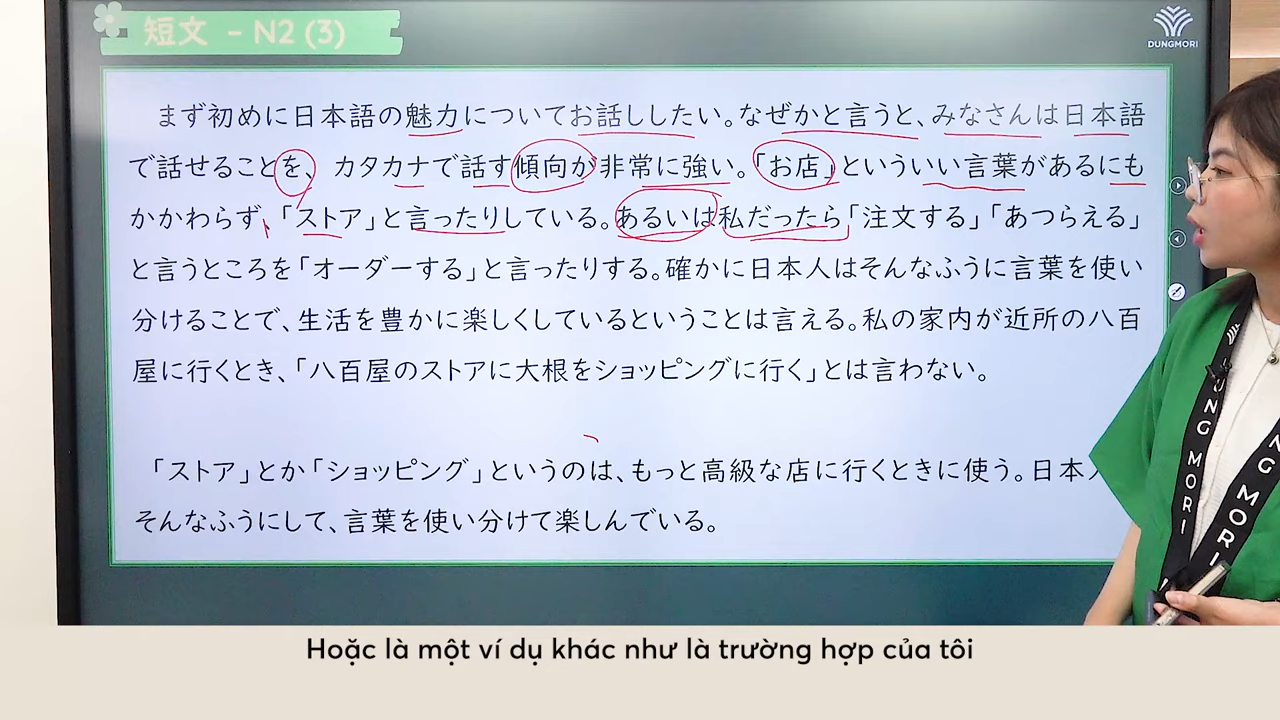 短文 - N2 (3)
DUNGMORI
まず初めに日本語の魅力についてお話ししたい。なぜかと言うと、みなさんは日本語
で話せることを、カタカナで話す傾向が非常に強い。「お店」といういい言葉があるにも
かかわらず、「ストア」と言ったりしている。あるいは私だったら「注文する」「あつらえる」
と言うところを「オーダーする」と言ったりする。確かに日本人はそんなふうに言葉を使い
分けることで、生活を豊かに楽しくしているということは言える。私の家内が近所の八百
屋に行くとき、「八百屋のストアに大根をショッピングに行く」とは言わない。
「ストア」とか「ショッピング」というのは、もっと高級な店に行くときに使う。日本
そんなふうにして、言葉を使い分けて楽しんでいる。
UNG MORI
NG MORI
Hoặc là một ví dụ khác như là trường hợp của tôi